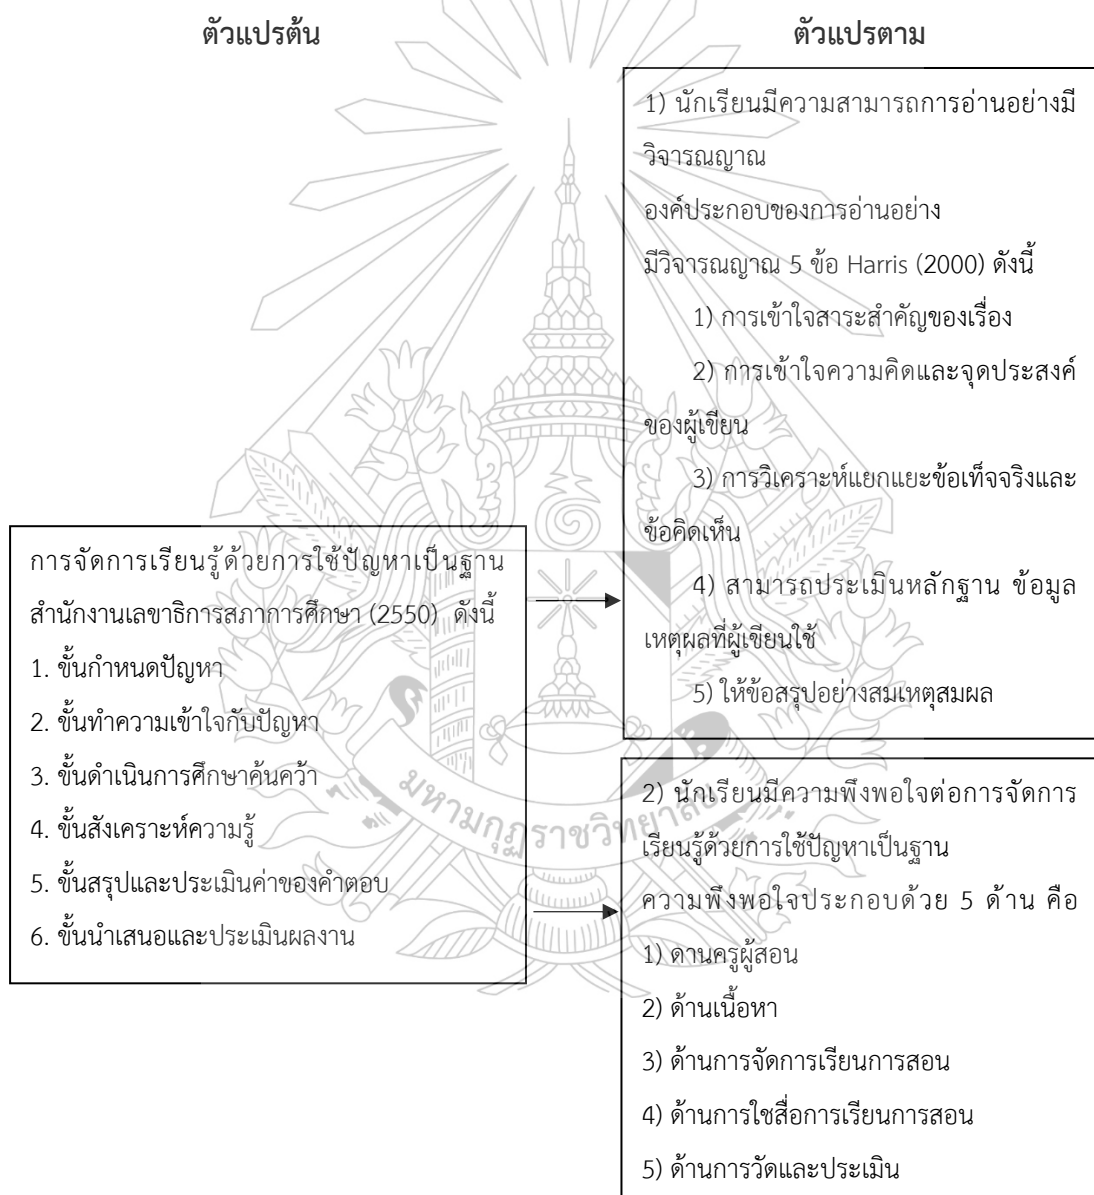 ตัวแปรต้น
ตัวแปรตาม
1) นักเรียนมีความสามารถการอ่านอย่างมี
วิจารณญาณ
องค์ประกอบของการอ่านอย่าง
มีวิจารณญาณ 5 ข้อ Harris (2000) ดังนี้
1) การเข้าใจสาระสำคัญของเรื่อง
2) การเข้าใจความคิดและจุดประสงค์
ของผู้เขียน
3) การวิเคราะห์แยกแยะข้อเท็จจริงและ
ข้อคิดเห็น
4) สามารถประเมินหลักฐาน ข้อมูล
เหตุผลที่ผู้เขียนใช้
5) ให้ข้อสรุปอย่างสมเหตุสมผล
การจัดการเรียนรู้ด้วยการใช้ปัญหาเป็นฐาน
สำนักงานเลขาธิการสภาการศึกษา (2550) ดังนี้
1. ขั้นกำหนดปัญหา
2. ขั้นทำความเข้าใจกับปัญหา
3. ขั้นดำเนินการศึกษาค้นคว้า
4. ขั้นสังเคราะห์ความรู้
5. ขั้นสรุปและประเมินค่าของคำตอบ
6. ขั้นนำเสนอและประเมินผลงาน
2) นักเรียนมีความพึงพอใจต่อการจัดการ
เรียนรู้ด้วยการใช้ปัญหาเป็นฐาน
ความพึงพอใจประกอบด้วย 5 ด้าน คือ
1) ดานครูผู้สอน
2) ด้านเนื้อหา
3) ด้านการจัดการเรียนการสอน
4) ด้านการใชสื่อการเรียนการสอน
5) ด้านการวัดและประเมิน
มหามกุฏราชวิทยาลัย